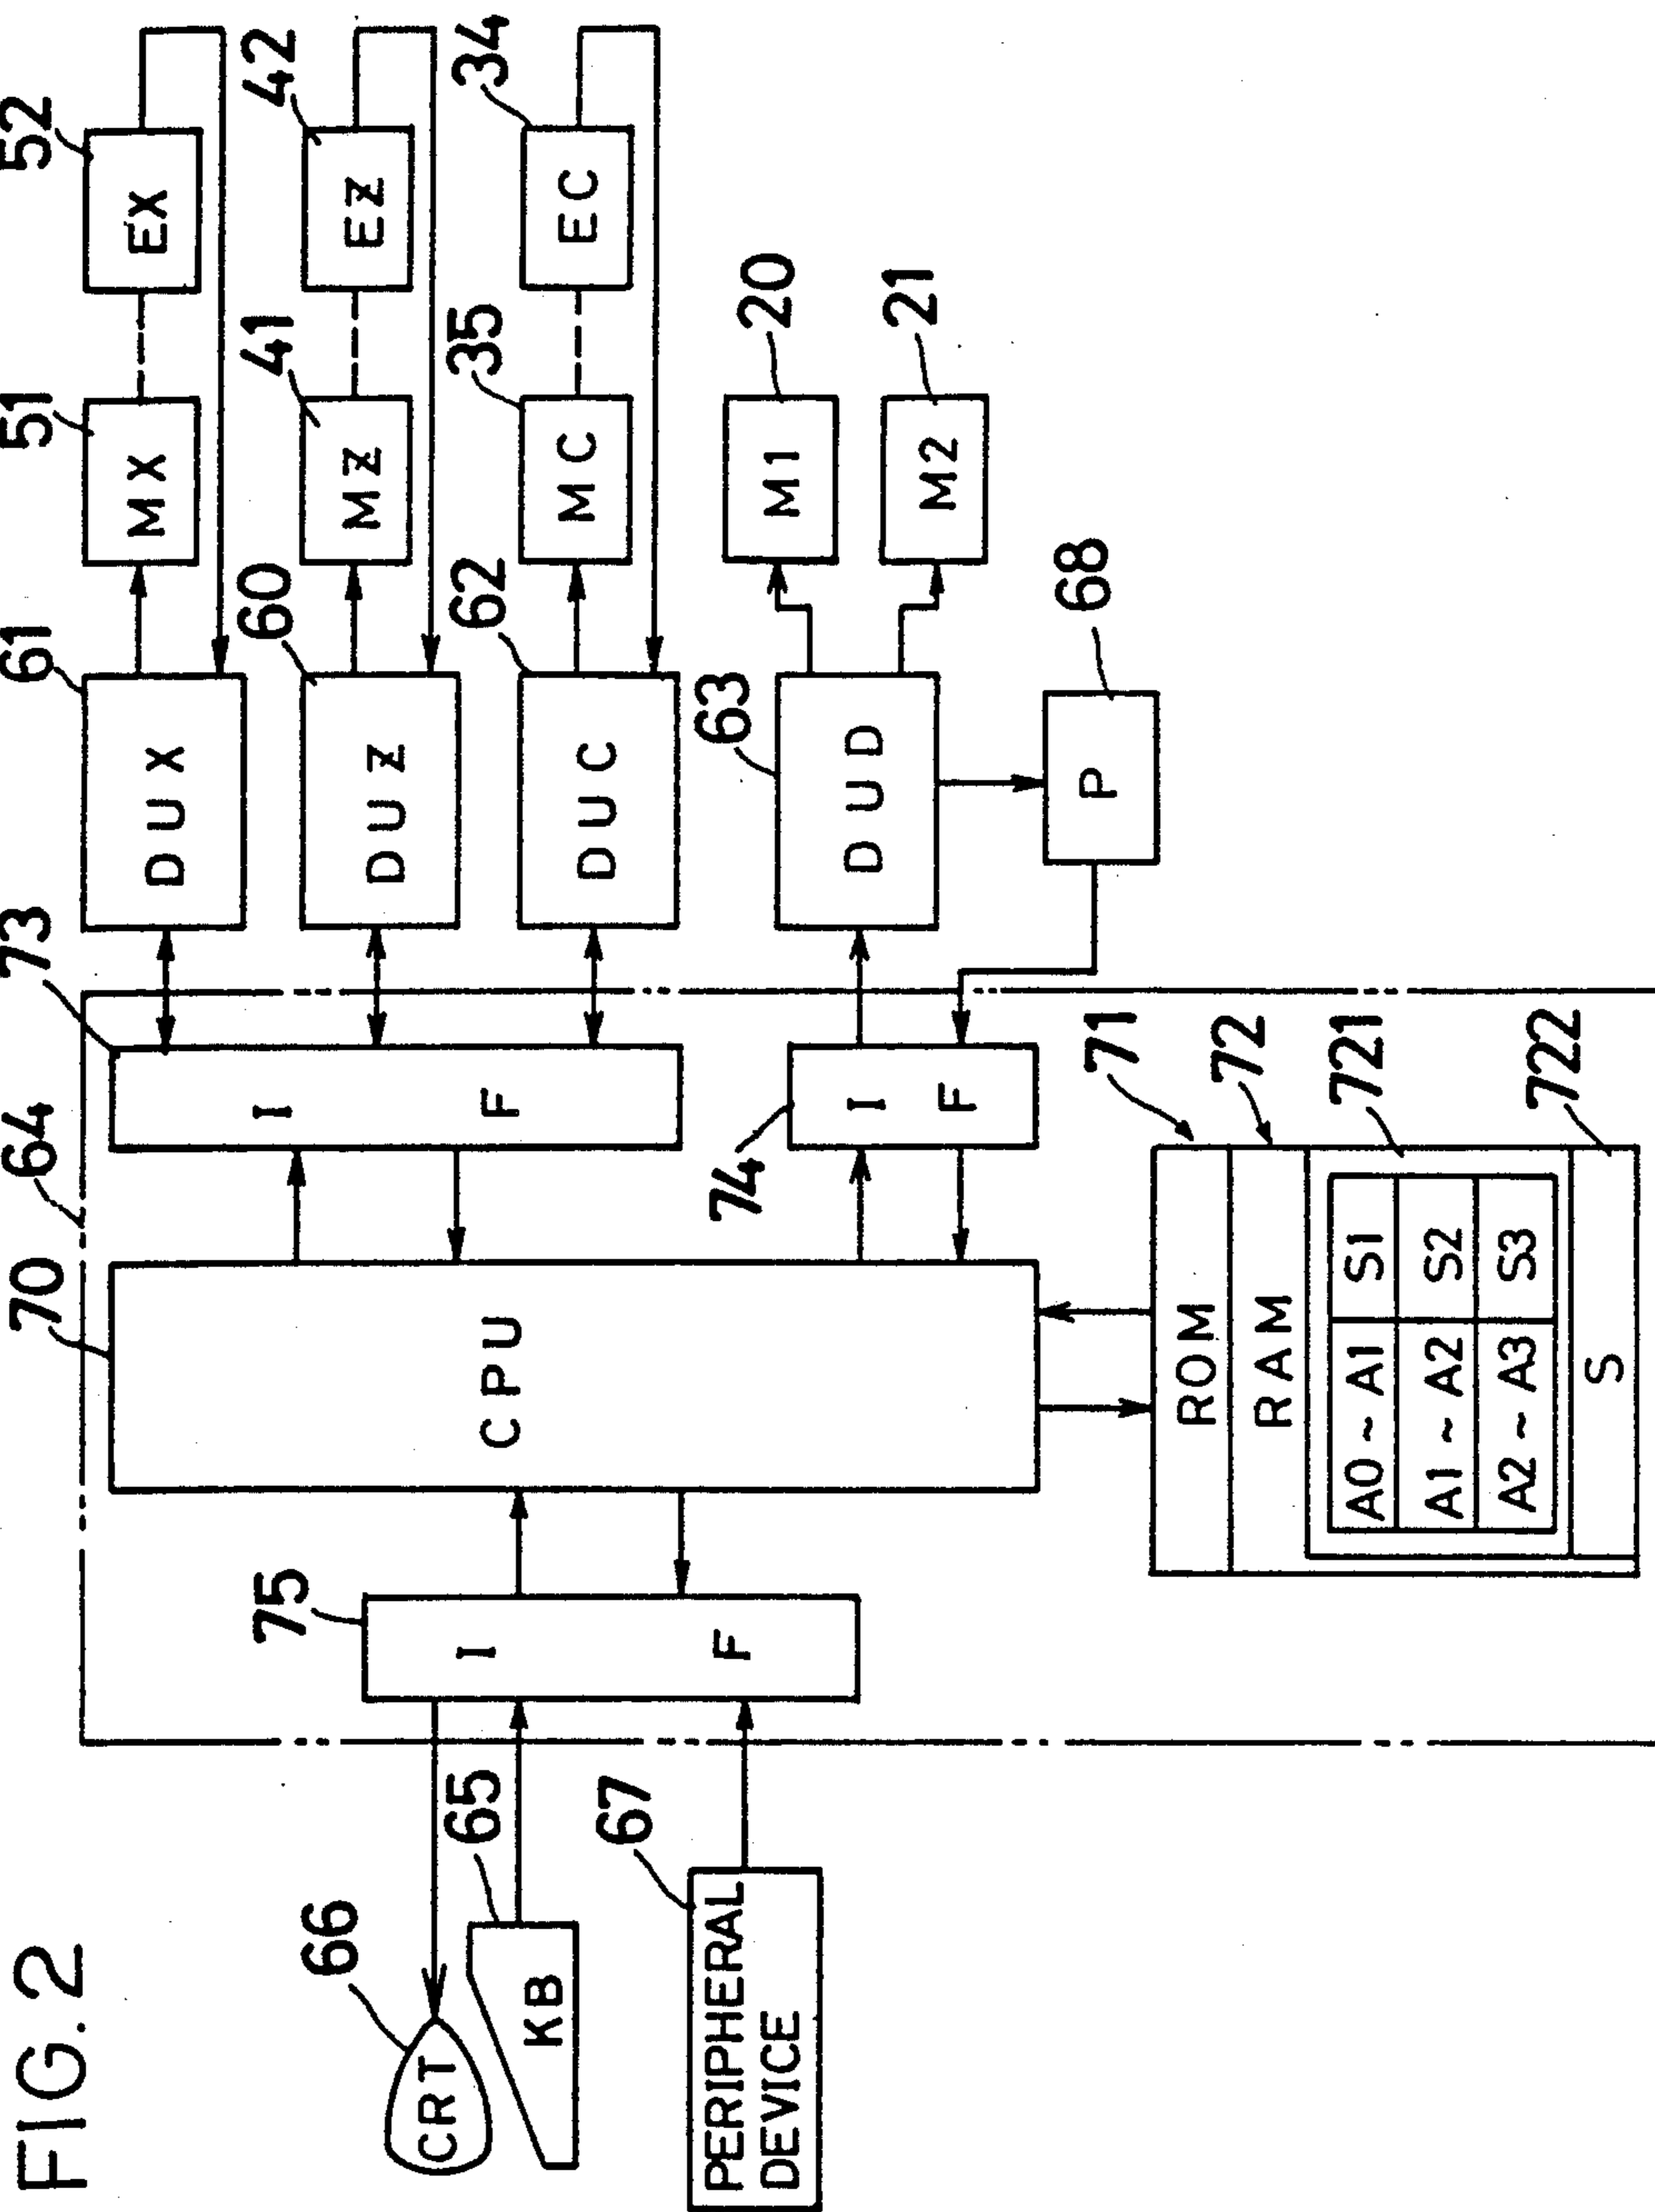 FIG. 2
66
CRT
65
KB
67
PERIPHERAL
DEVICE
64
75
I F
70
CPU
73
I F
74
I F
71
ROM
72
RAM
721
A0 ~ A1 S1
A1 ~ A2 S2
A2 ~ A3 S3
722
S
61
DUX
51
MX
52
EX
60
DUZ
41
MZ
42
EZ
62
DUC
35
MC
34
EC
63
DUD
20
M1
21
M2
68
P